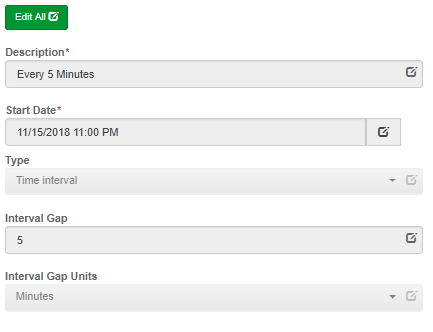 Edit All
Description*
Every 5 Minutes
Start Date*
11/15/2018 11:00 PM
Type
Time interval
Interval Gap
5
Interval Gap Units
Minutes